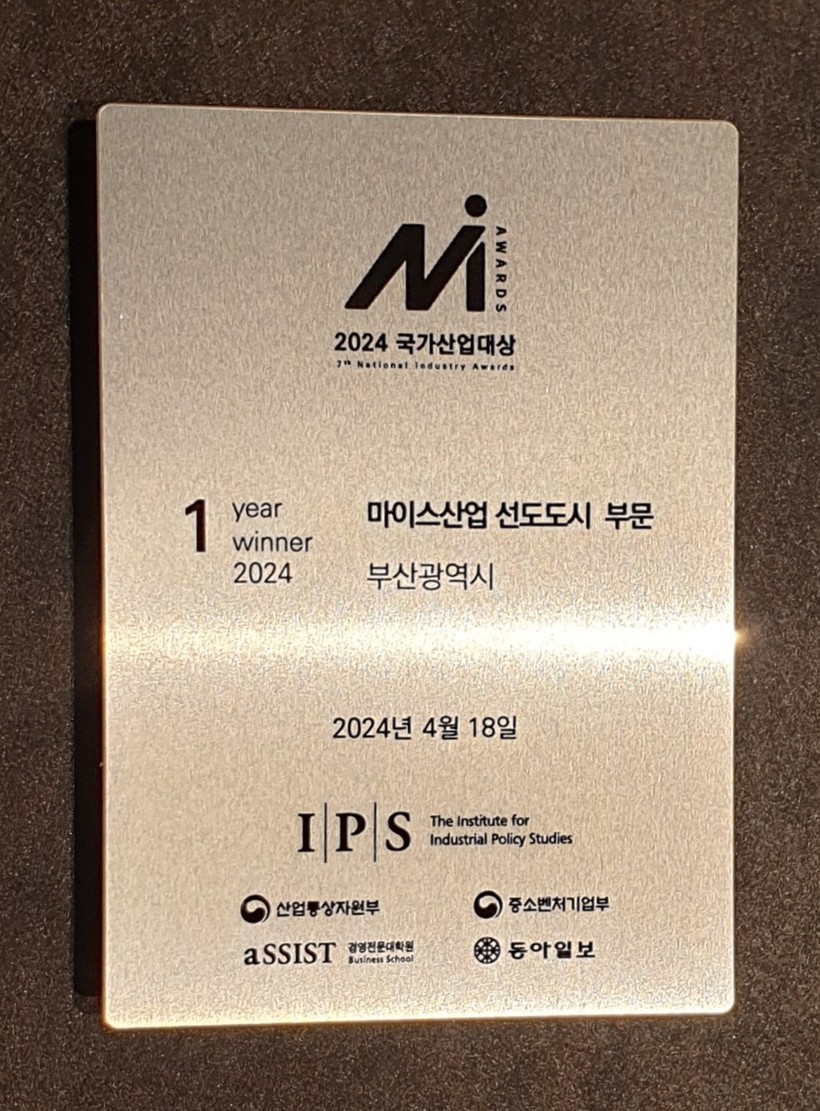 Ni AWARDS
2024 국가산업대상
7th National Industry Awards
1 year
winner
2024
마이스산업 선도도시 부문
부산광역시
2024년 4월 18일
I|P|S
The Institute for
Industrial Policy Studies
산업통상자원부
중소벤처기업부
aSSIST
경영전문대학원
Business School
동아일보